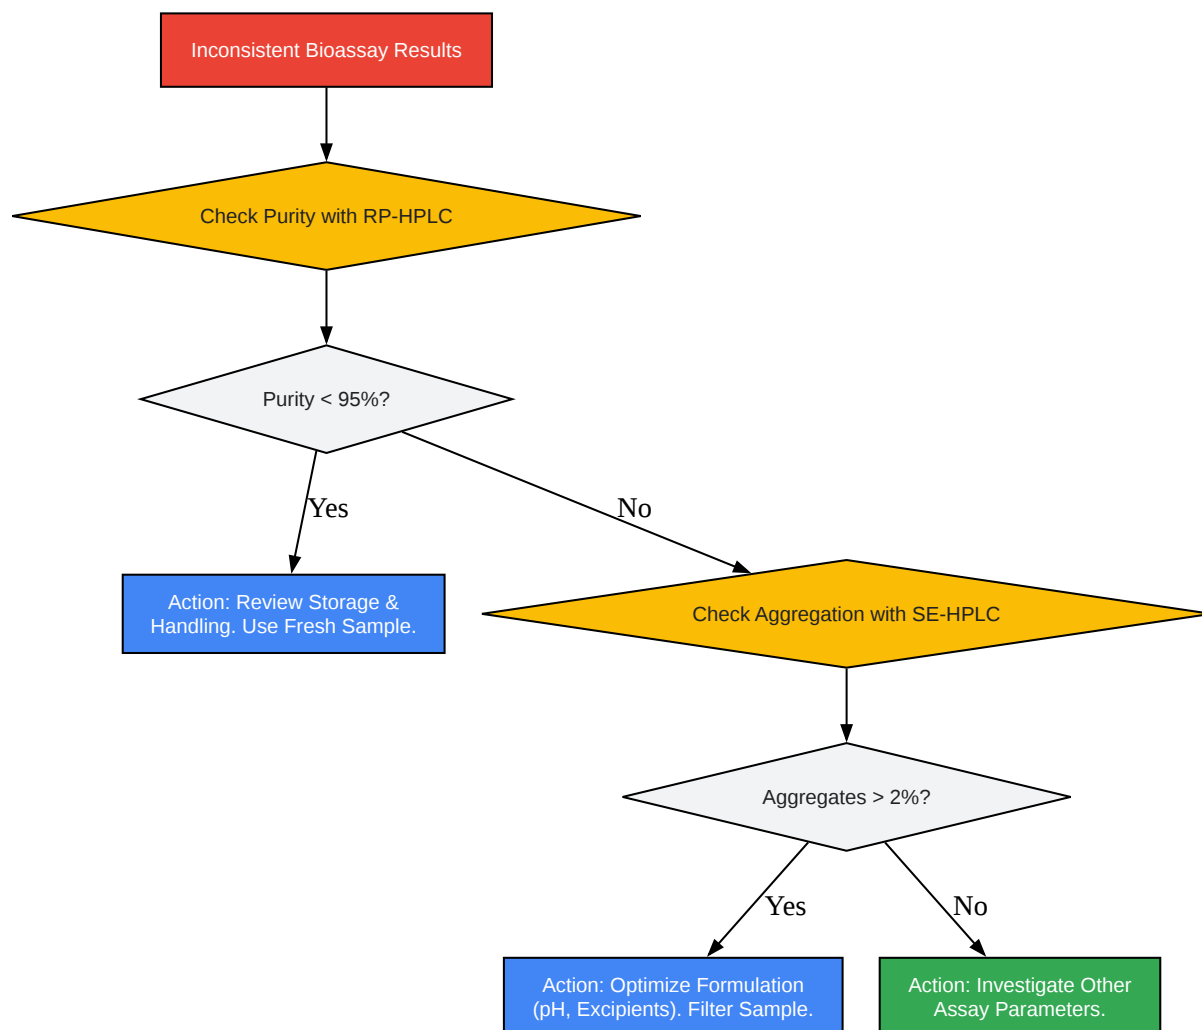 Inconsistent Bioassay Results
Check Purity with RP-HPLC
Purity < 95%?
Yes
No
Action: Review Storage &
Handling. Use Fresh Sample.
Check Aggregation with SE-HPLC
Aggregates > 2%?
Yes
No
Action: Optimize Formulation
(pH, Excipients). Filter Sample.
Action: Investigate Other
Assay Parameters.